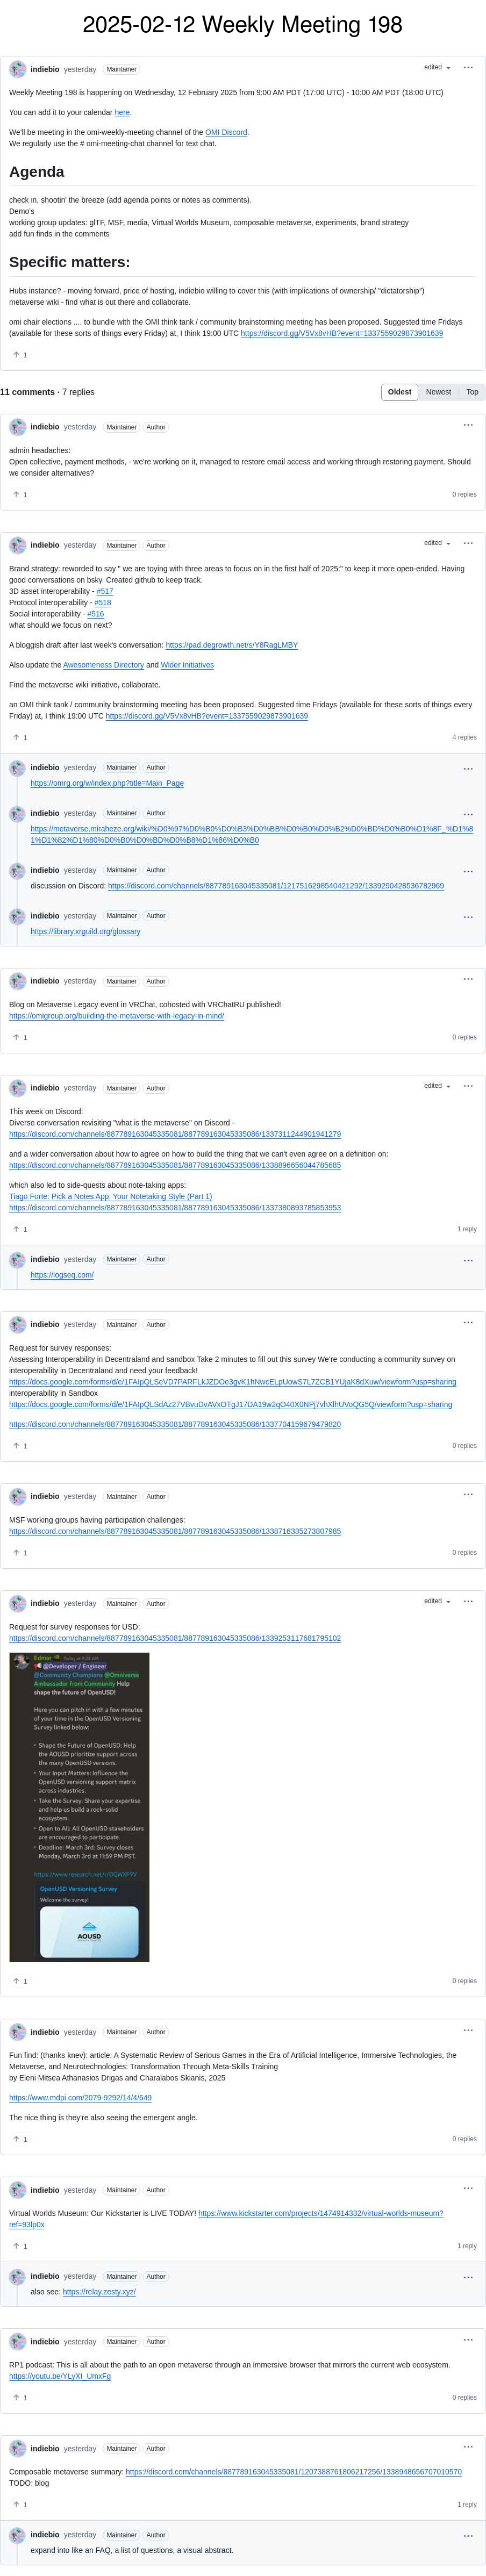 2025-02-12 Weekly Meeting 198
indiebio yesterday Maintainer edited
Weekly Meeting 198 is happening on Wednesday, 12 February 2025 from 9:00 AM PDT (17:00 UTC) - 10:00 AM PDT (18:00 UTC)
You can add it to your calendar here.
We'll be meeting in the omi-weekly-meeting channel of the OMI Discord.
We regularly use the # omi-meeting-chat channel for text chat.
Agenda
check in, shootin' the breeze (add agenda points or notes as comments).
Demo's
working group updates: glTF, MSF, media, Virtual Worlds Museum, composable metaverse, experiments, brand strategy
add fun finds in the comments
Specific matters:
Hubs instance? - moving forward, price of hosting, indiebio willing to cover this (with implications of ownership/ "dictatorship")
metaverse wiki - find what is out there and collaborate.
omi chair elections .... to bundle with the OMI think tank / community brainstorming meeting has been proposed. Suggested time Fridays
(available for these sorts of things every Friday) at, I think 19:00 UTC https://discord.gg/V5Vx8vHB?event=1337559029873901639
1
11 comments · 7 replies
Oldest Newest Top
indiebio yesterday Maintainer Author
admin headaches:
Open collective, payment methods, - we're working on it, managed to restore email access and working through restoring payment. Should
we consider alternatives?
1 0 replies
indiebio yesterday Maintainer Author edited
Brand strategy: reworded to say " we are toying with three areas to focus on in the first half of 2025:" to keep it more open-ended. Having
good conversations on bsky. Created github to keep track.
3D asset interoperability - #517
Protocol interoperability - #518
Social interoperability - #516
what should we focus on next?
A bloggish draft after last week's conversation: https://pad.degrowth.net/s/Y8RagLMBY
Also update the Awesomeness Directory and Wider Initiatives
Find the metaverse wiki initiative, collaborate.
an OMI think tank / community brainstorming meeting has been proposed. Suggested time Fridays (available for these sorts of things every
Friday) at, I think 19:00 UTC https://discord.gg/V5Vx8vHB?event=1337559029873901639
1 4 replies
indiebio yesterday Maintainer Author
https://omrg.org/w/index.php?title=Main_Page
indiebio yesterday Maintainer Author
https://metaverse.miraheze.org/wiki/%D0%97%D0%B0%D0%B3%D0%BB%D0%B0%D0%B2%D0%BD%D0%B0%D1%8F_%D1%8
1%D1%82%D1%80%D0%B0%D0%BD%D0%B8%D1%86%D0%B0
indiebio yesterday Maintainer Author
discussion on Discord: https://discord.com/channels/887789163045335081/1217516298540421292/1339290428536782969
indiebio yesterday Maintainer Author
https://library.xrguild.org/glossary
indiebio yesterday Maintainer Author
Blog on Metaverse Legacy event in VRChat, cohosted with VRChatRU published!
https://omigroup.org/building-the-metaverse-with-legacy-in-mind/
1 0 replies
indiebio yesterday Maintainer Author edited
This week on Discord:
Diverse conversation revisiting "what is the metaverse" on Discord -
https://discord.com/channels/887789163045335081/887789163045335086/1337311244901941279
and a wider conversation about how to agree on how to build the thing that we can't even agree on a definition on:
https://discord.com/channels/887789163045335081/887789163045335086/1338896656044785685
which also led to side-quests about note-taking apps:
Tiago Forte: Pick a Notes App: Your Notetaking Style (Part 1)
https://discord.com/channels/887789163045335081/887789163045335086/1337380893785853953
1 1 reply
indiebio yesterday Maintainer Author
https://logseq.com/
indiebio yesterday Maintainer Author
Request for survey responses:
Assessing Interoperability in Decentraland and sandbox Take 2 minutes to fill out this survey We're conducting a community survey on
interoperability in Decentraland and need your feedback!
https://docs.google.com/forms/d/e/1FAIpQLSeVD7PARFLkJZDOe3gvK1hNwcELpUowS7L7ZCB1YUjaK8dXuw/viewform?usp=sharing
interoperability in Sandbox
https://docs.google.com/forms/d/e/1FAIpQLSdAz27VBvuDvAVxOTgJ17DA19w2qO40X0NPj7vhXlhUVoQG5Q/viewform?usp=sharing
https://discord.com/channels/887789163045335081/887789163045335086/1337704159679479820
1 0 replies
indiebio yesterday Maintainer Author
MSF working groups having participation challenges:
https://discord.com/channels/887789163045335081/887789163045335086/1338716335273807985
1 0 replies
indiebio yesterday Maintainer Author edited
Request for survey responses for USD:
https://discord.com/channels/887789163045335081/887789163045335086/1339253117681795102
Edmar Today at 9:23 AM
@Developer / Engineer
@Community Champions @Omniverse
Ambassador from Community Help
shape the future of OpenUSD!
Here you can pitch in with a few minutes
of your time in the OpenUSD Versioning
Survey linked below:
• Shape the Future of OpenUSD: Help
the AOUSD prioritize support across
the many OpenUSD versions.
• Your Input Matters: Influence the
OpenUSD versioning support matrix
across industries.
• Take the Survey: Share your expertise
and help us build a rock-solid
ecosystem.
• Open to All: All OpenUSD stakeholders
are encouraged to participate.
• Deadline: March 3rd: Survey closes
Monday, March 3rd at 11:59 PM PST.
OpenUSD Versioning Survey
Welcome the survey!
AOUSD
1 0 replies
indiebio yesterday Maintainer Author
Fun find: (thanks knev): article: A Systematic Review of Serious Games in the Era of Artificial Intelligence, Immersive Technologies, the
Metaverse, and Neurotechnologies: Transformation Through Meta-Skills Training
by Eleni Mitsea Athanasios Drigas and Charalabos Skianis, 2025
https://www.mdpi.com/2079-9292/14/4/649
The nice thing is they're also seeing the emergent angle.
1 0 replies
indiebio yesterday Maintainer Author
Virtual Worlds Museum: Our Kickstarter is LIVE TODAY! https://www.kickstarter.com/projects/1474914332/virtual-worlds-museum?
ref=93lp0x
1 1 reply
indiebio yesterday Maintainer Author
also see: https://relay.zesty.xyz/
indiebio yesterday Maintainer Author
RP1 podcast: This is all about the path to an open metaverse through an immersive browser that mirrors the current web ecosystem.
https://youtu.be/YLyXI_UmxFg
1 0 replies
indiebio yesterday Maintainer Author
Composable metaverse summary: https://discord.com/channels/887789163045335081/1207388761806217256/1338948656707010570
TODO: blog
1 1 reply
indiebio yesterday Maintainer Author
expand into like an FAQ, a list of questions, a visual abstract.